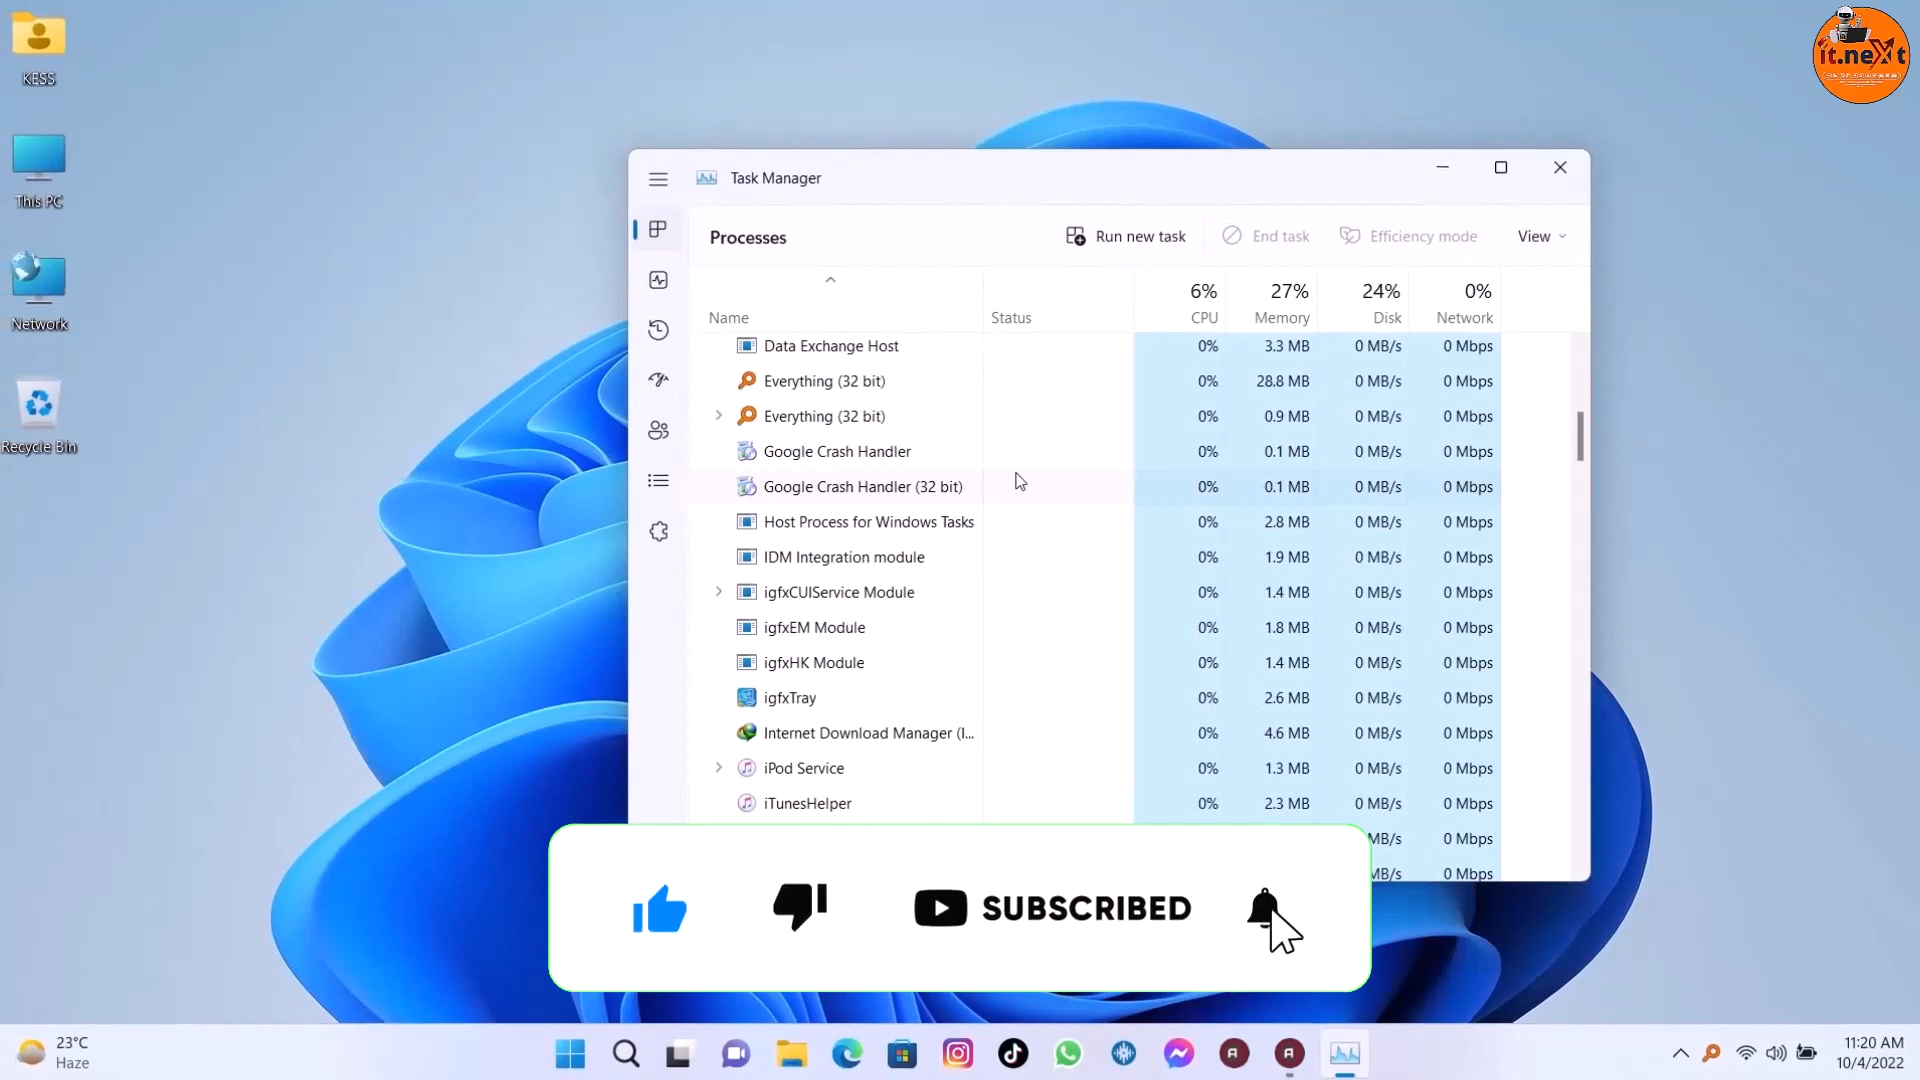 KESS
This PC
Network
Recycle Bin
it.neXt
Task Manager
Processes
Run new task
End task
Efficiency mode
View
6% 27% 24% 0%
Name Status CPU Memory Disk Network
Data Exchange Host 0% 3.3 MB 0 MB/s 0 Mbps
Everything (32 bit) 0% 28.8 MB 0 MB/s 0 Mbps
Everything (32 bit) 0% 0.9 MB 0 MB/s 0 Mbps
Google Crash Handler 0% 0.1 MB 0 MB/s 0 Mbps
Google Crash Handler (32 bit) 0% 0.1 MB 0 MB/s 0 Mbps
Host Process for Windows Tasks 0% 2.8 MB 0 MB/s 0 Mbps
IDM Integration module 0% 1.9 MB 0 MB/s 0 Mbps
igfxCUIService Module 0% 1.4 MB 0 MB/s 0 Mbps
igfxEM Module 0% 1.8 MB 0 MB/s 0 Mbps
igfxHK Module 0% 1.4 MB 0 MB/s 0 Mbps
igfxTray 0% 2.6 MB 0 MB/s 0 Mbps
Internet Download Manager (I... 0% 4.6 MB 0 MB/s 0 Mbps
iPod Service 0% 1.3 MB 0 MB/s 0 Mbps
iTunesHelper 0% 2.3 MB 0 MB/s 0 Mbps
MB/s 0 Mbps
MB/s 0 Mbps
SUBSCRIBED
23°C
Haze
11:20 AM
10/4/2022